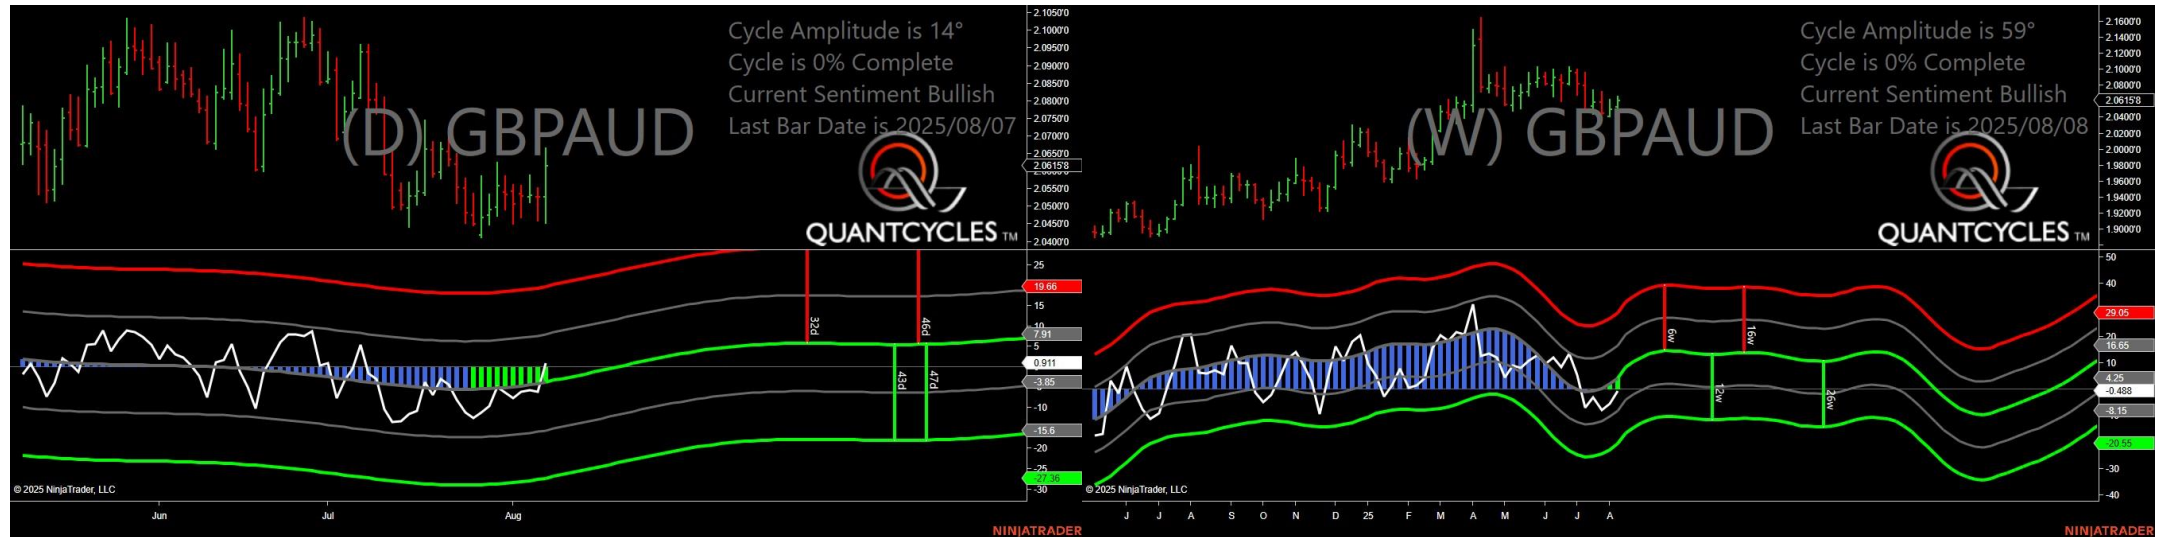 Cycle Amplitude is 14°
Cycle is 0% Complete
Current Sentiment Bullish
Last Bar Date is 2025/08/07
(D) GBPAUD
QUANTCYCLES TM
2.1050'0
2.1000'0
2.0950'0
2.0900'0
2.0850'0
2.0800'0
2.0750'0
2.0700'0
2.0650'0
2.0615'8
2.0550'0
2.0500'0
2.0450'0
2.0400'0
25
19.66
15
10
7.91
5
0.911
-3.85
-10
-15.6
-20
-25
-27.36
-30
32d
46d
43d
47d
© 2025 NinjaTrader, LLC
Jun
Jul
Aug
NINJATRADER
Cycle Amplitude is 59°
Cycle is 0% Complete
Current Sentiment Bullish
Last Bar Date is 2025/08/08
(W) GBPAUD
QUANTCYCLES TM
2.1600'0
2.1400'0
2.1200'0
2.1000'0
2.0800'0
2.0615'8
2.0400'0
2.0200'0
2.0000'0
1.9800'0
1.9600'0
1.9400'0
1.9200'0
1.9000'0
50
40
29.05
20
16.65
10
4.25
-0.488
-8.15
-20.55
-30
-40
6w
16w
12w
26w
© 2025 NinjaTrader, LLC
J
J
A
S
O
N
D
25
F
M
A
M
J
J
A
NINJATRADER